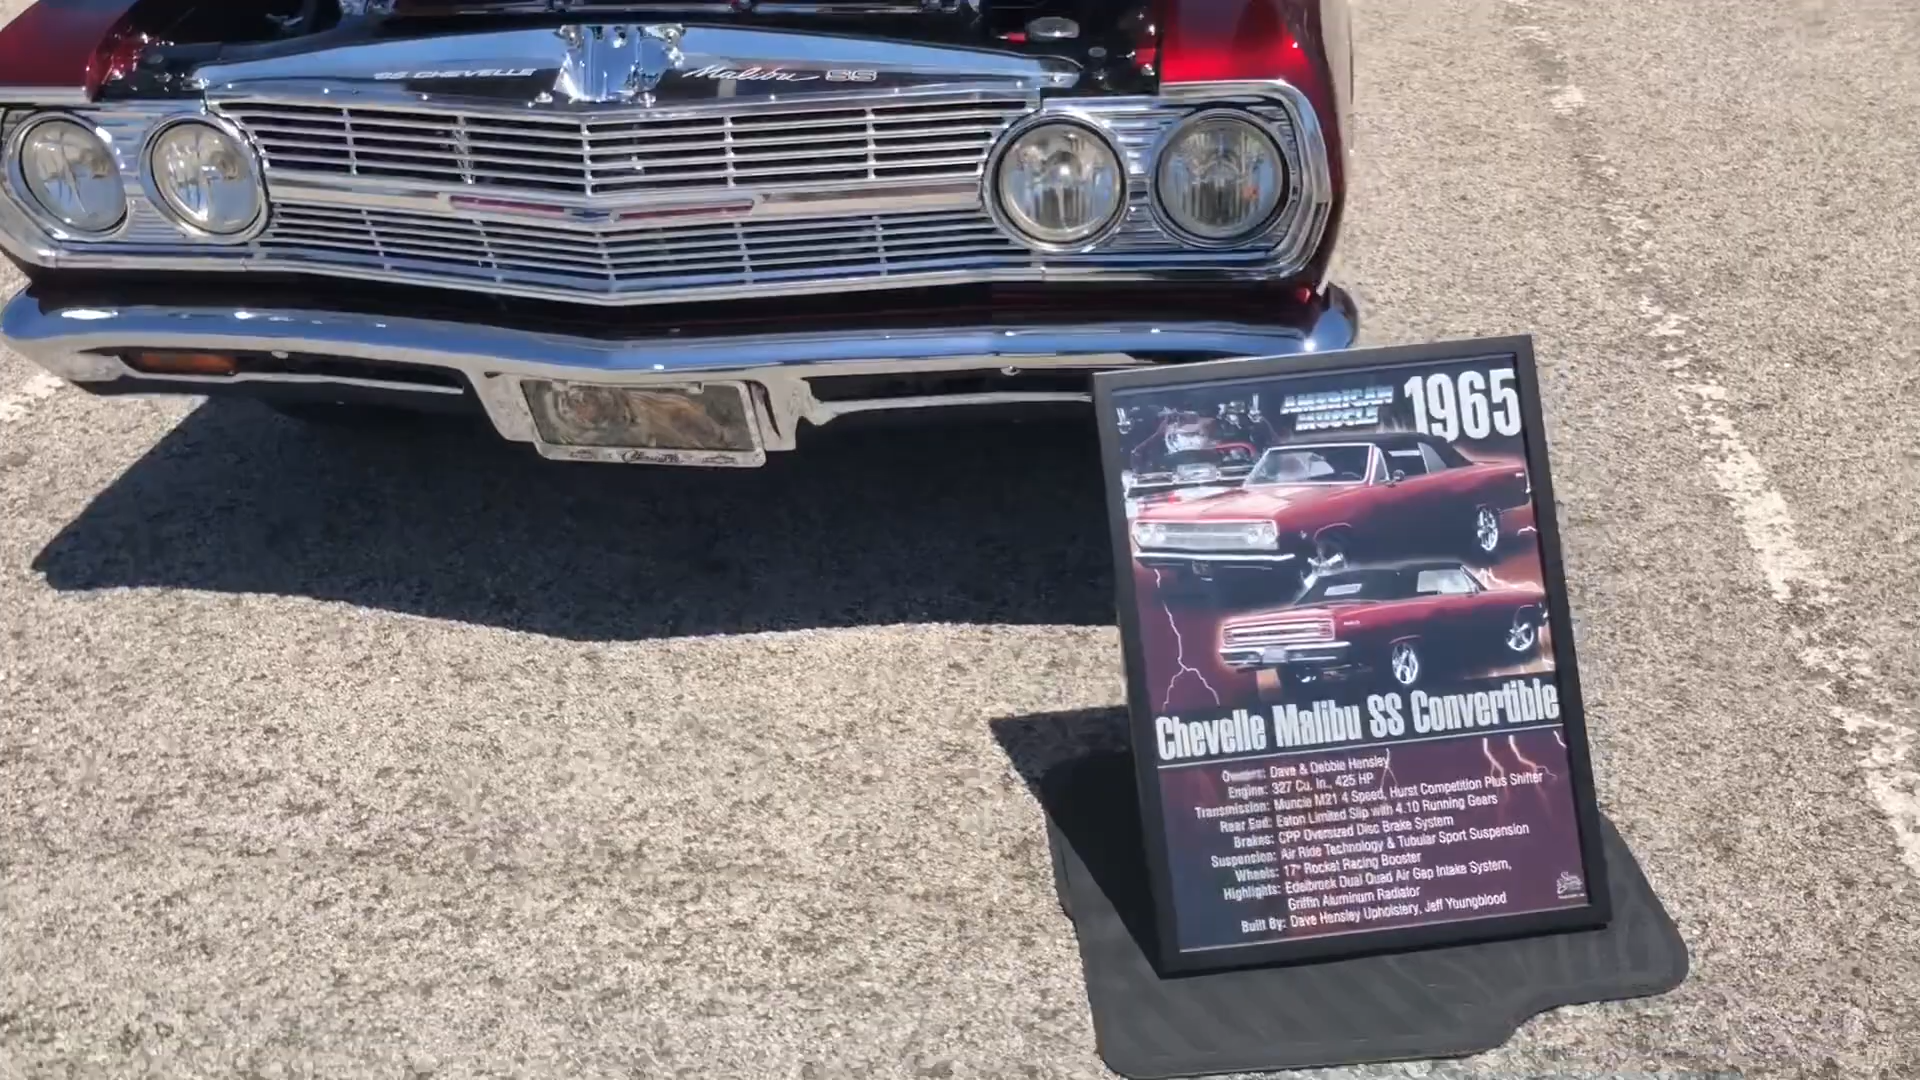 '65 CHEVELLE Malibu SS
AMERICAN
MUSCLE
1965
Chevelle Malibu SS Convertible
Owners: Dave & Debbie Hensley
Engine: 327 Cu. In., 425 HP
Transmission: Muncie M21 4 Speed, Hurst Competition Plus Shifter
Rear End: Eaton Limited Slip with 4.10 Running Gears
Brakes: CPP Oversized Disc Brake System
Suspension: Air Ride Technology & Tubular Sport Suspension
Wheels: 17" Rocket Racing Booster
Highlights: Edelbrock Dual Quad Air Gap Intake System,
Griffin Aluminum Radiator
Built By: Dave Hensley Upholstery, Jeff Youngblood